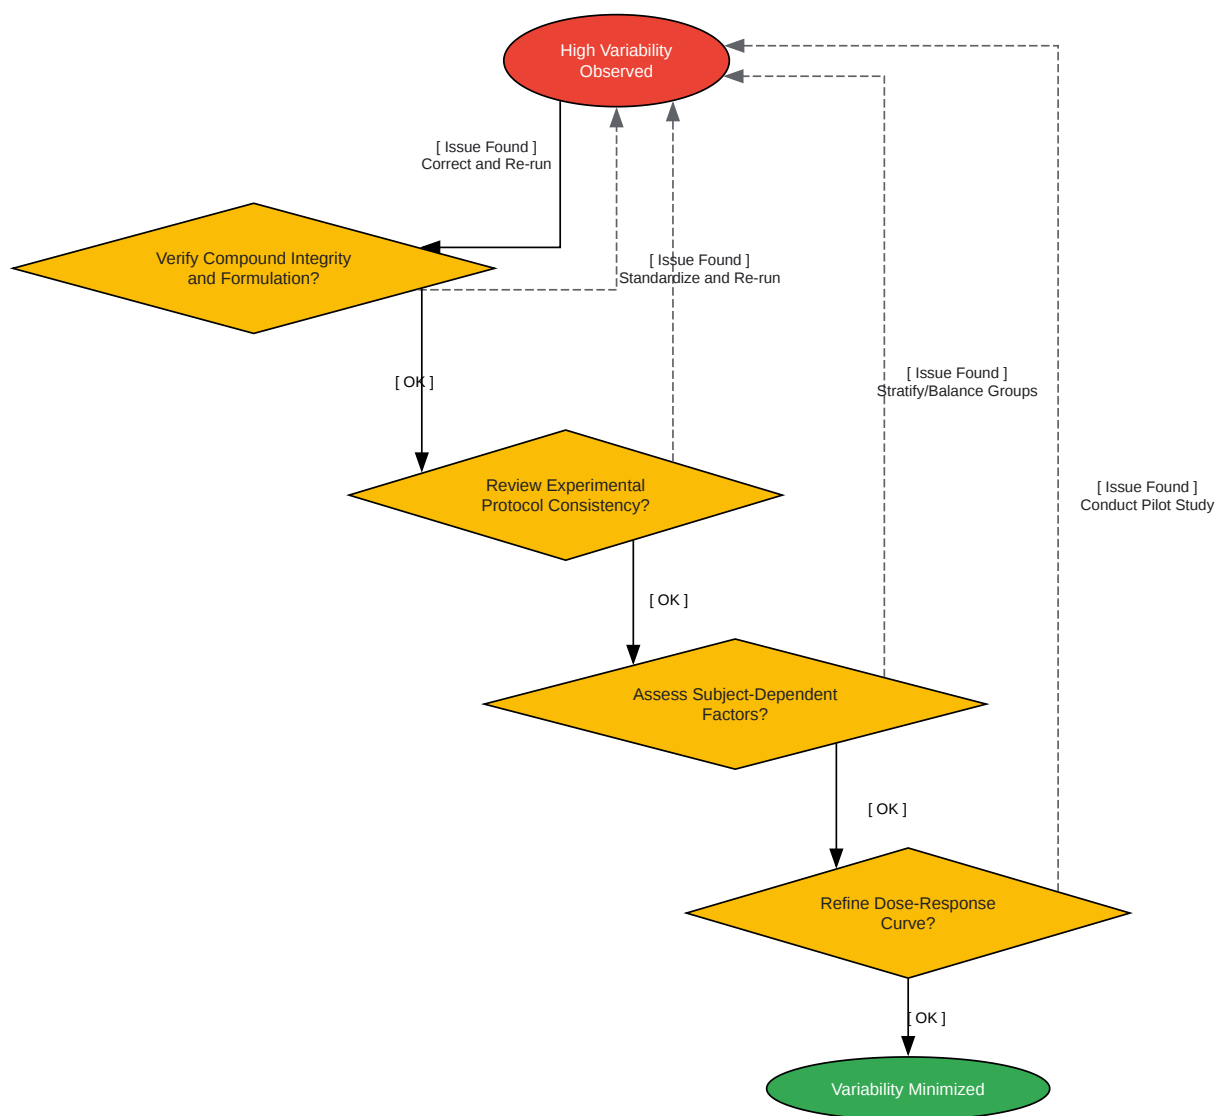 High Variability
Observed
[ Issue Found ]
Correct and Re-run
Verify Compound Integrity
and Formulation?
[ Issue Found ]
Standardize and Re-run
[ OK ]
[ Issue Found ]
Stratify/Balance Groups
Review Experimental
Protocol Consistency?
[ Issue Found ]
Conduct Pilot Study
[ OK ]
Assess Subject-Dependent
Factors?
[ OK ]
Refine Dose-Response
Curve?
[ OK ]
Variability Minimized